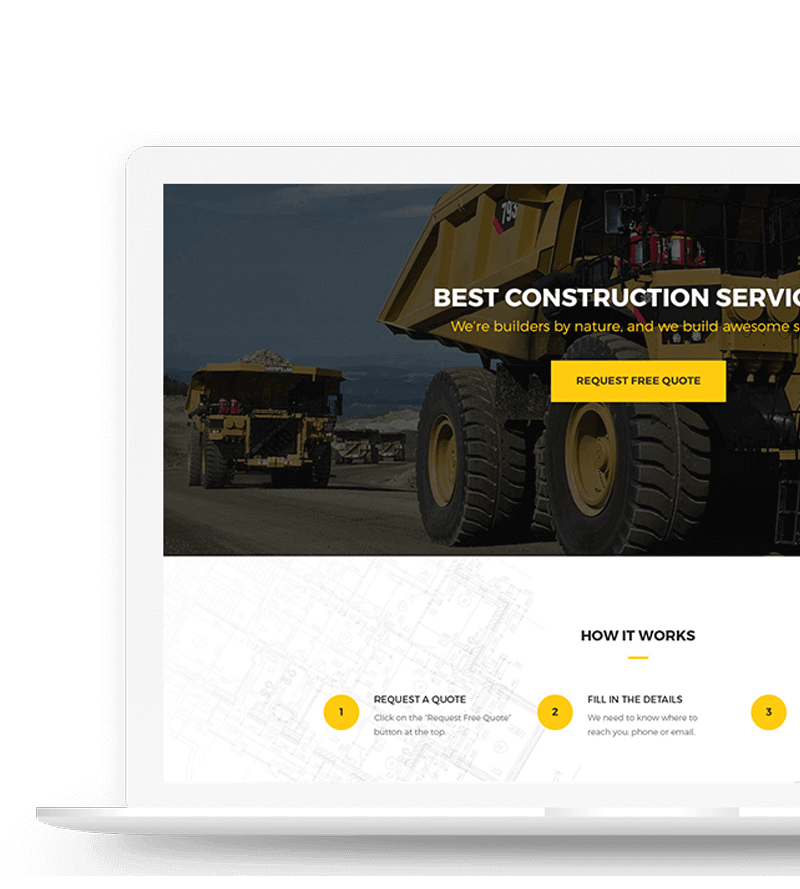 793
BEST CONSTRUCTION
We're builders by nature, and we build awesome
REQUEST FREE QUOTE
HOW IT WORKS
1
REQUEST A QUOTE
Click on the "Request Free Quote"
button at the top.
2
FILL IN THE DETAILS
We need to know where to
reach you: phone or email.
3